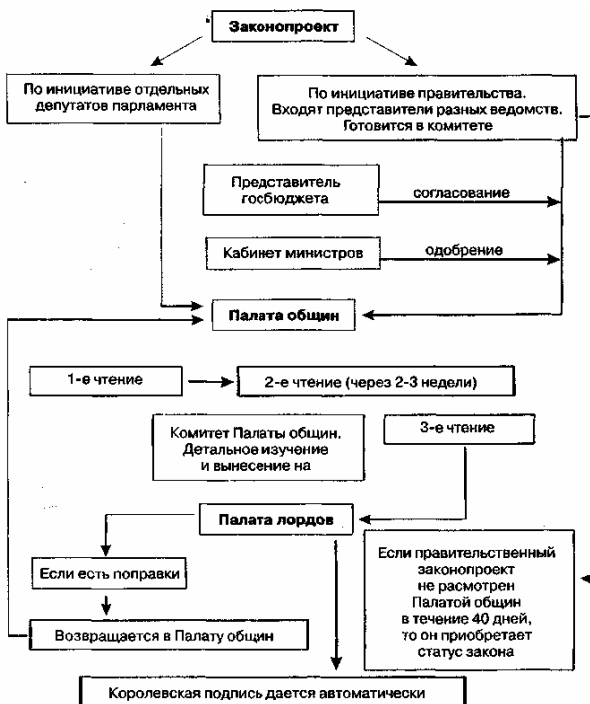 Законопроект
По инициативе отдельных
депутатов парламента
По инициативе правительства.
Входят представители разных ведомств.
Готовится в комитете
Представитель
госбюджета
согласование
Кабинет министров
одобрение
Палата общин
1-е чтение
2-е чтение (через 2-3 недели)
Комитет Палаты общин.
Детальное изучение
и вынесение на
3-е чтение
Палата лордов
Если есть поправки
Возвращается в Палату общин
Если правительственный
законопроект
не рассмотрен
Палатой общин
в течение 40 дней,
то он приобретает
статус закона
Королевская подпись дается автоматически